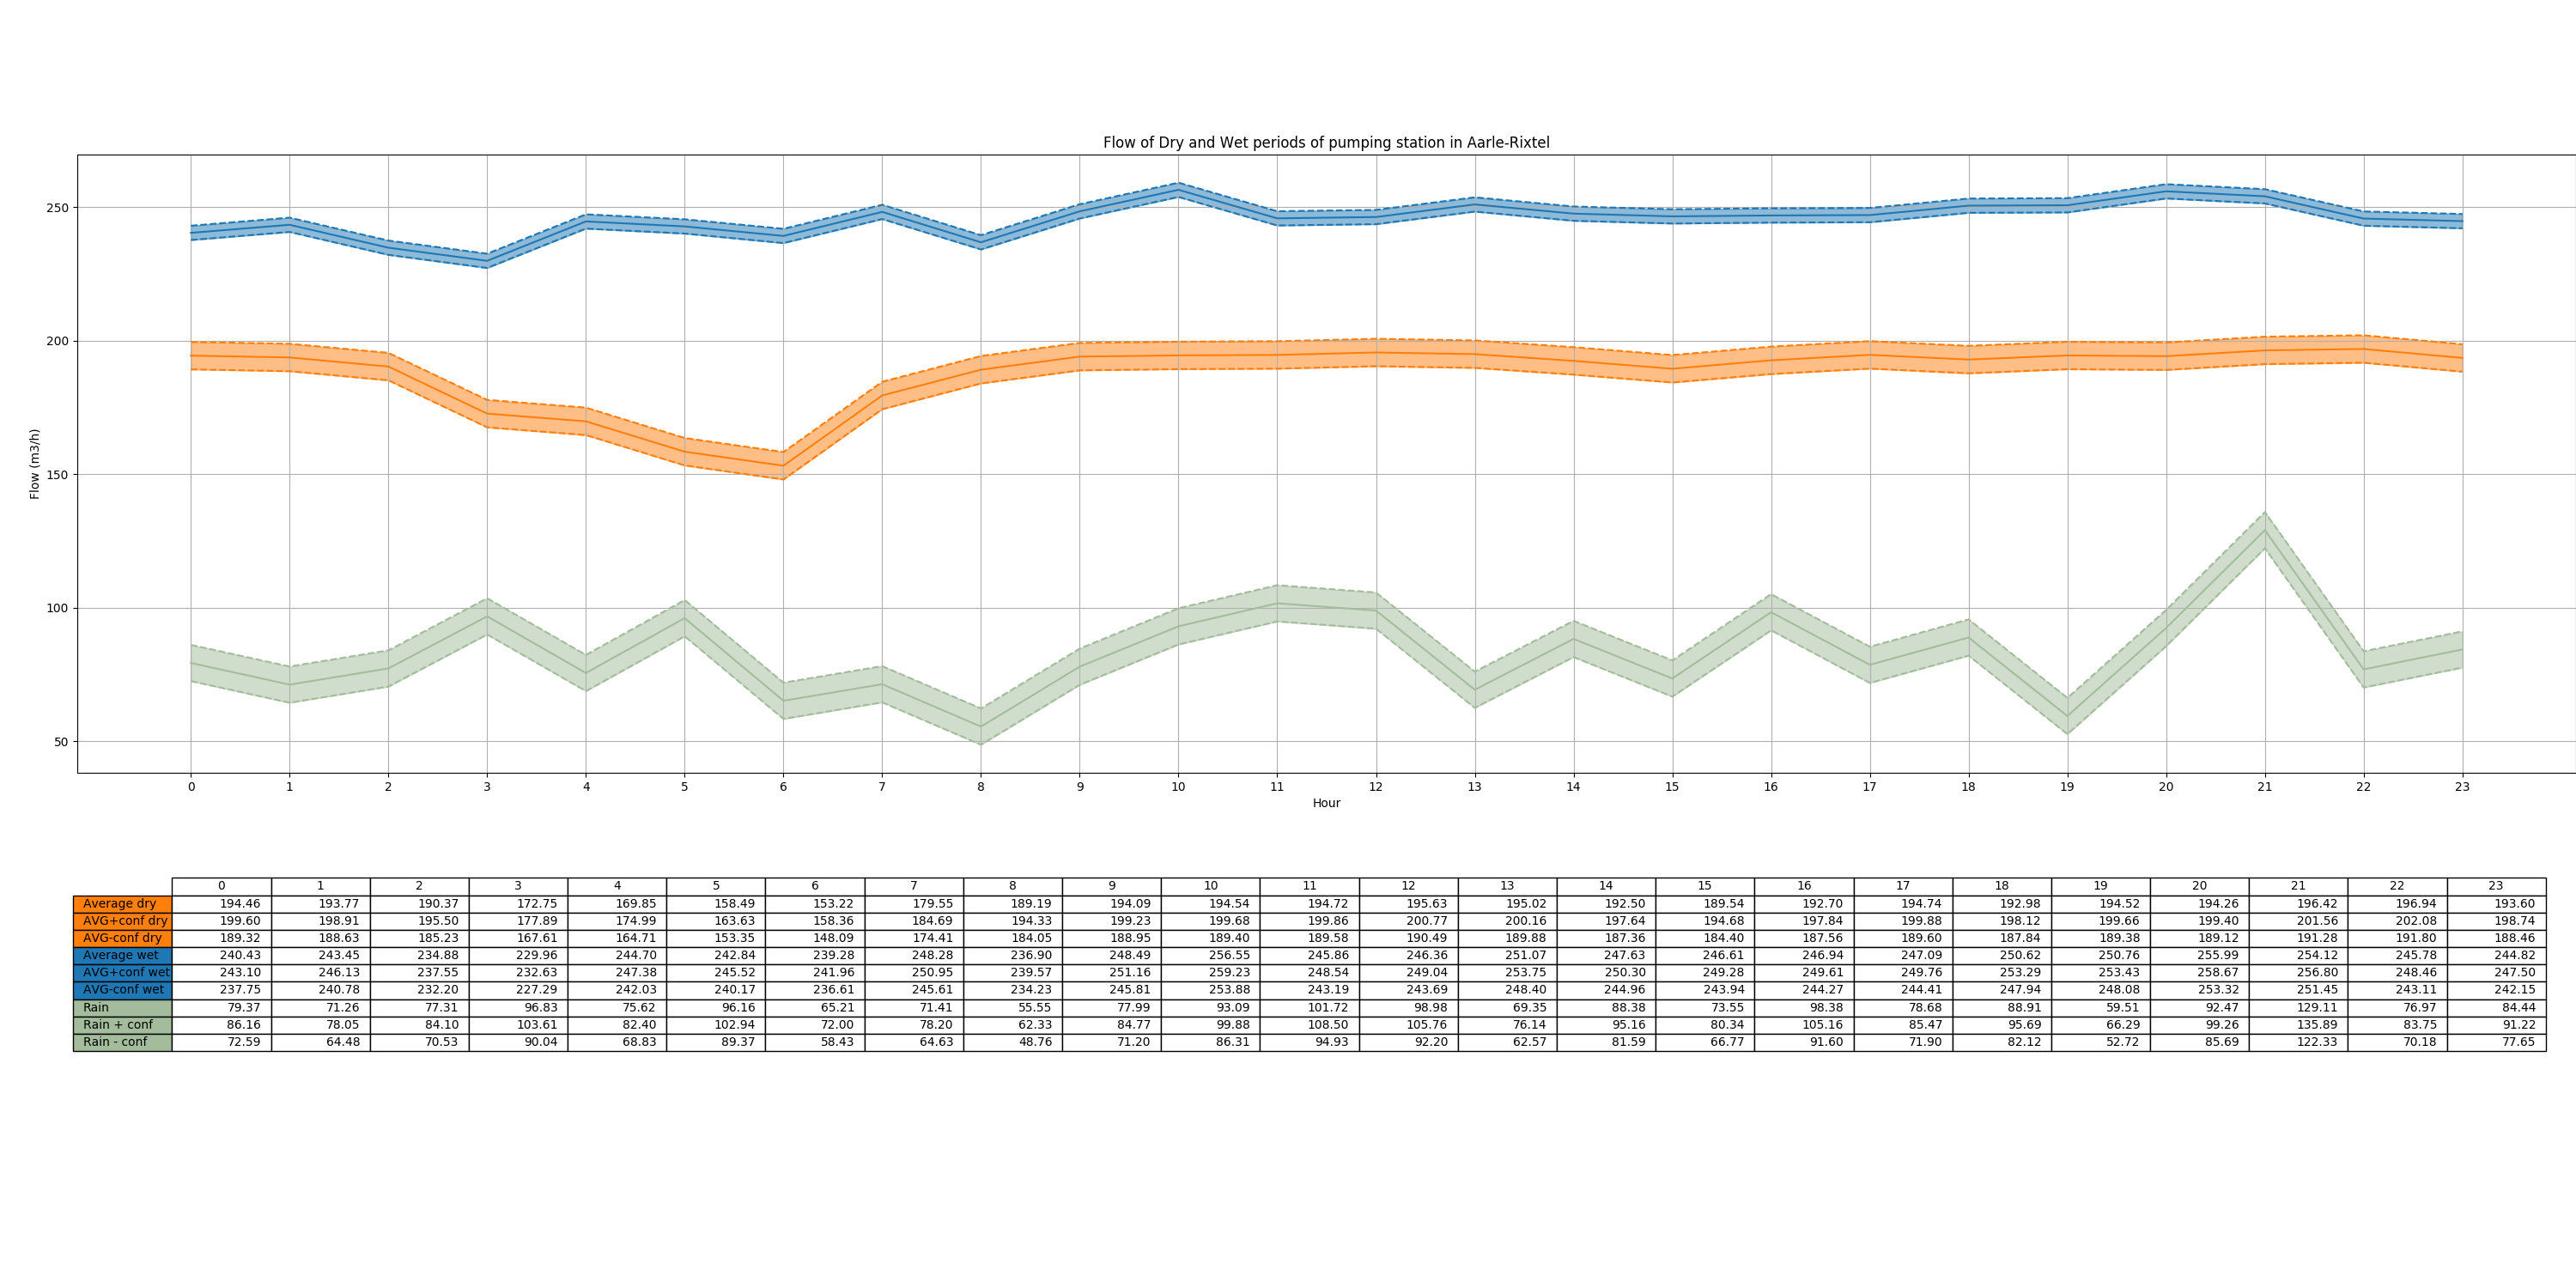 Flow of Dry and Wet periods of pumping station in Aarle-Rixtel
250
200
150
100
50
Flow (m3/h)
0 1 2 3 4 5 6 7 8 9 10 11 12 13 14 15 16 17 18 19 20 21 22 23
Hour
0 1 2 3 4 5 6 7 8 9 10 11 12 13 14 15 16 17 18 19 20 21 22 23
Average dry 194.46 193.77 190.37 172.75 169.85 158.49 153.22 179.55 189.19 194.09 194.54 194.72 195.63 195.02 192.50 189.54 192.70 194.74 192.98 194.52 194.26 196.42 196.94 193.60
AVG+conf dry 199.60 198.91 195.50 177.89 174.99 163.63 158.36 184.69 194.33 199.23 199.68 199.86 200.77 200.16 197.64 194.68 197.84 199.88 198.12 199.66 199.40 201.56 202.08 198.74
AVG-conf dry 189.32 188.63 185.23 167.61 164.71 153.35 148.09 174.41 184.05 188.95 189.40 189.58 190.49 189.88 187.36 184.40 187.56 189.60 187.84 189.38 189.12 191.28 191.80 188.46
Average wet 240.43 243.45 234.88 229.96 244.70 242.84 239.28 248.28 236.90 248.49 256.55 245.86 246.36 251.07 247.63 246.61 246.94 247.09 250.62 250.76 255.99 254.12 245.78 244.82
AVG+conf wet 243.10 246.13 237.55 232.63 247.38 245.52 241.96 250.95 239.57 251.16 259.23 248.54 249.04 253.75 250.30 249.28 249.61 249.76 253.29 253.43 258.67 256.80 248.46 247.50
AVG-conf wet 237.75 240.78 232.20 227.29 242.03 240.17 236.61 245.61 234.23 245.81 253.88 243.19 243.69 248.40 244.96 243.94 244.27 244.41 247.94 248.08 253.32 251.45 243.11 242.15
Rain 79.37 71.26 77.31 96.83 75.62 96.16 65.21 71.41 55.55 77.99 93.09 101.72 98.98 69.35 88.38 73.55 98.38 78.68 88.91 59.51 92.47 129.11 76.97 84.44
Rain + conf 86.16 78.05 84.10 103.61 82.40 102.94 72.00 78.20 62.33 84.77 99.88 108.50 105.76 76.14 95.16 80.34 105.16 85.47 95.69 66.29 99.26 135.89 83.75 91.22
Rain - conf 72.59 64.48 70.53 90.04 68.83 89.37 58.43 64.63 48.76 71.20 86.31 94.93 92.20 62.57 81.59 66.77 91.60 71.90 82.12 52.72 85.69 122.33 70.18 77.65